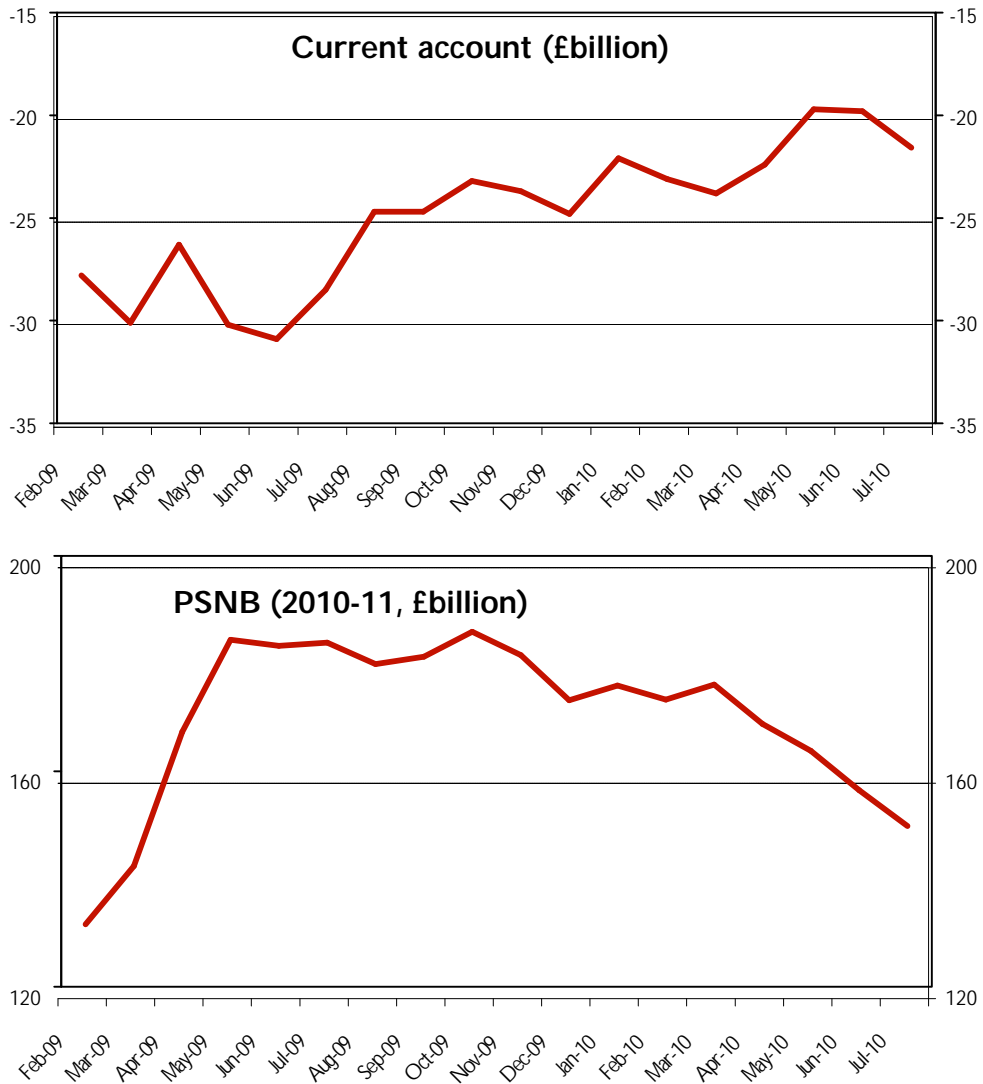 -15 -15
Current account (£billion)
-20 -20
-25 -25
-30 -30
-35 -35
Feb-09 Mar-09 Apr-09 May-09 Jun-09 Jul-09 Aug-09 Sep-09 Oct-09 Nov-09 Dec-09 Jan-10 Feb-10 Mar-10 Apr-10 May-10 Jun-10 Jul-10
200 200
PSNB (2010-11, £billion)
160 160
120 120
Feb-09 Mar-09 Apr-09 May-09 Jun-09 Jul-09 Aug-09 Sep-09 Oct-09 Nov-09 Dec-09 Jan-10 Feb-10 Mar-10 Apr-10 May-10 Jun-10 Jul-10